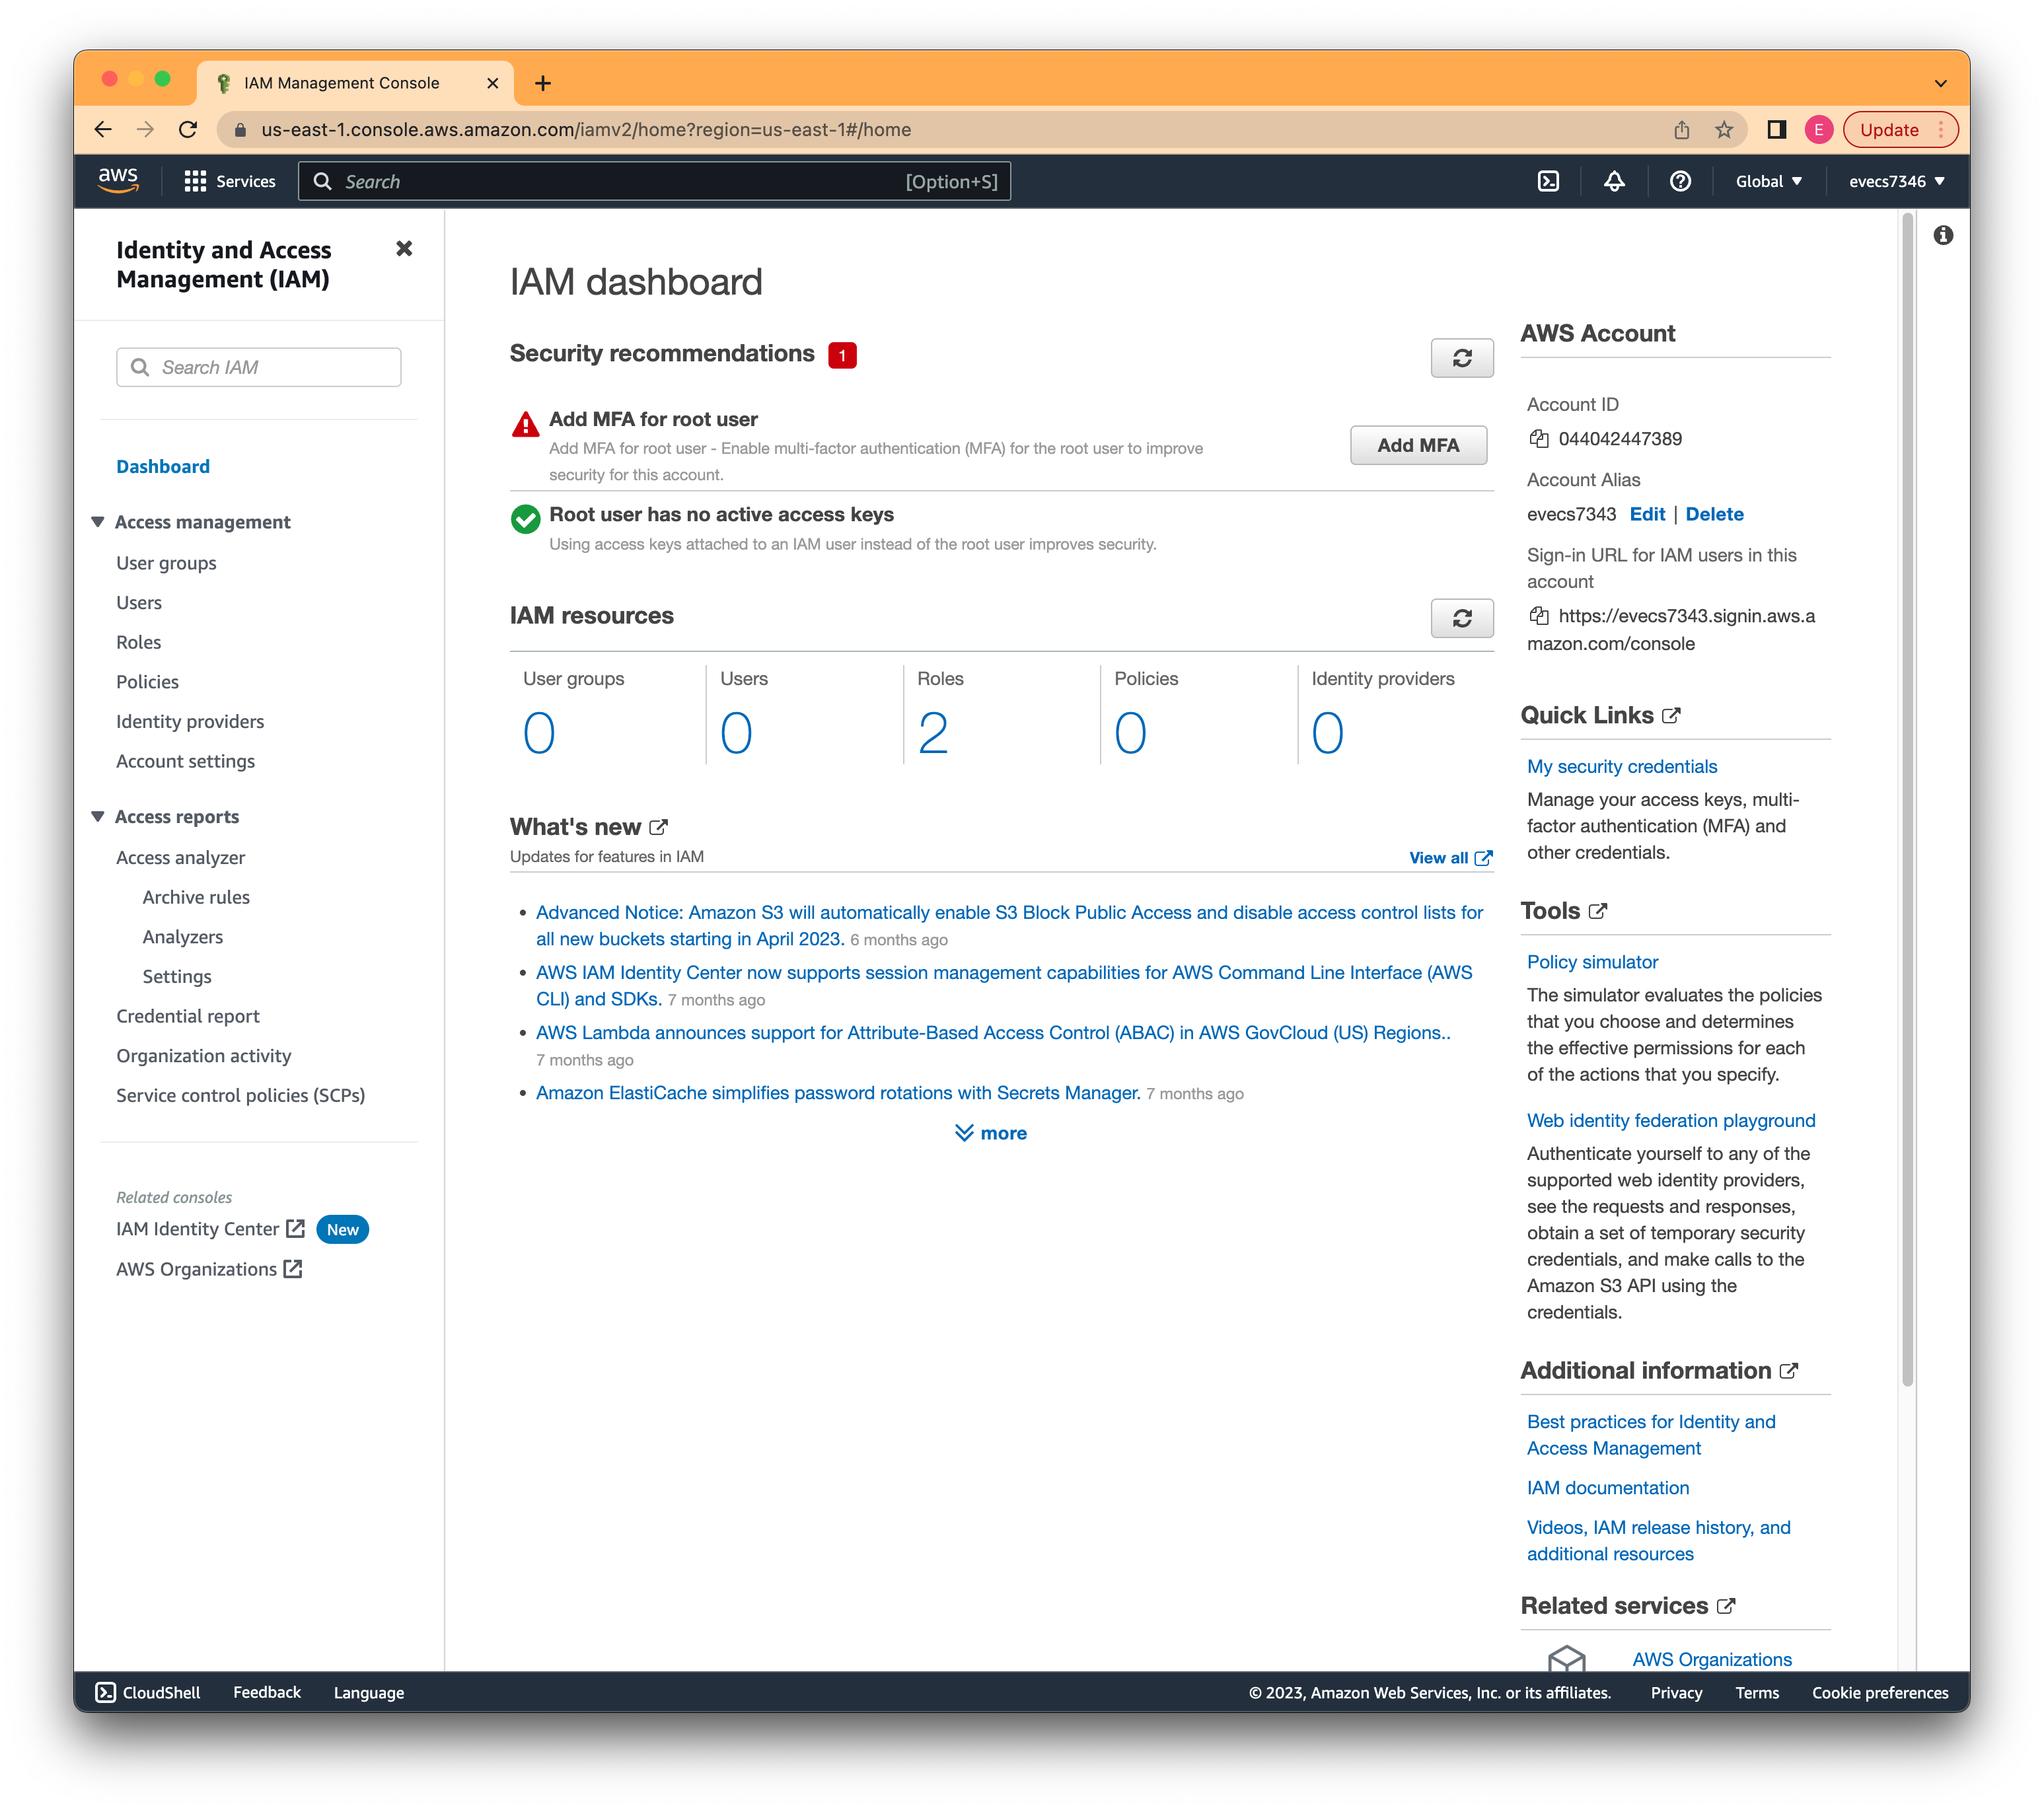 IAM Management Console
us-east-1.console.aws.amazon.com/iamv2/home?region=us-east-1#/home
E
Update
aws
Services
Search
[Option+S]
Global
evecs7346
Identity and Access
Management (IAM)
Search IAM
Dashboard
Access management
User groups
Users
Roles
Policies
Identity providers
Account settings
Access reports
Access analyzer
Archive rules
Analyzers
Settings
Credential report
Organization activity
Service control policies (SCPs)
Related consoles
IAM Identity Center
New
AWS Organizations
IAM dashboard
Security recommendations 1
Add MFA for root user
Add MFA for root user - Enable multi-factor authentication (MFA) for the root user to improve
security for this account.
Add MFA
Root user has no active access keys
Using access keys attached to an IAM user instead of the root user improves security.
IAM resources
User groups
0
Users
0
Roles
2
Policies
0
Identity providers
0
What's new
Updates for features in IAM
View all
• Advanced Notice: Amazon S3 will automatically enable S3 Block Public Access and disable access control lists for
all new buckets starting in April 2023. 6 months ago
• AWS IAM Identity Center now supports session management capabilities for AWS Command Line Interface (AWS
CLI) and SDKs. 7 months ago
• AWS Lambda announces support for Attribute-Based Access Control (ABAC) in AWS GovCloud (US) Regions..
7 months ago
• Amazon ElastiCache simplifies password rotations with Secrets Manager. 7 months ago
more
AWS Account
Account ID
044042447389
Account Alias
evecs7343 Edit | Delete
Sign-in URL for IAM users in this
account
https://evecs7343.signin.aws.a
mazon.com/console
Quick Links
My security credentials
Manage your access keys, multi-
factor authentication (MFA) and
other credentials.
Tools
Policy simulator
The simulator evaluates the policies
that you choose and determines
the effective permissions for each
of the actions that you specify.
Web identity federation playground
Authenticate yourself to any of the
supported web identity providers,
see the requests and responses,
obtain a set of temporary security
credentials, and make calls to the
Amazon S3 API using the
credentials.
Additional information
Best practices for Identity and
Access Management
IAM documentation
Videos, IAM release history, and
additional resources
Related services
AWS Organizations
CloudShell
Feedback
Language
© 2023, Amazon Web Services, Inc. or its affiliates.
Privacy
Terms
Cookie preferences